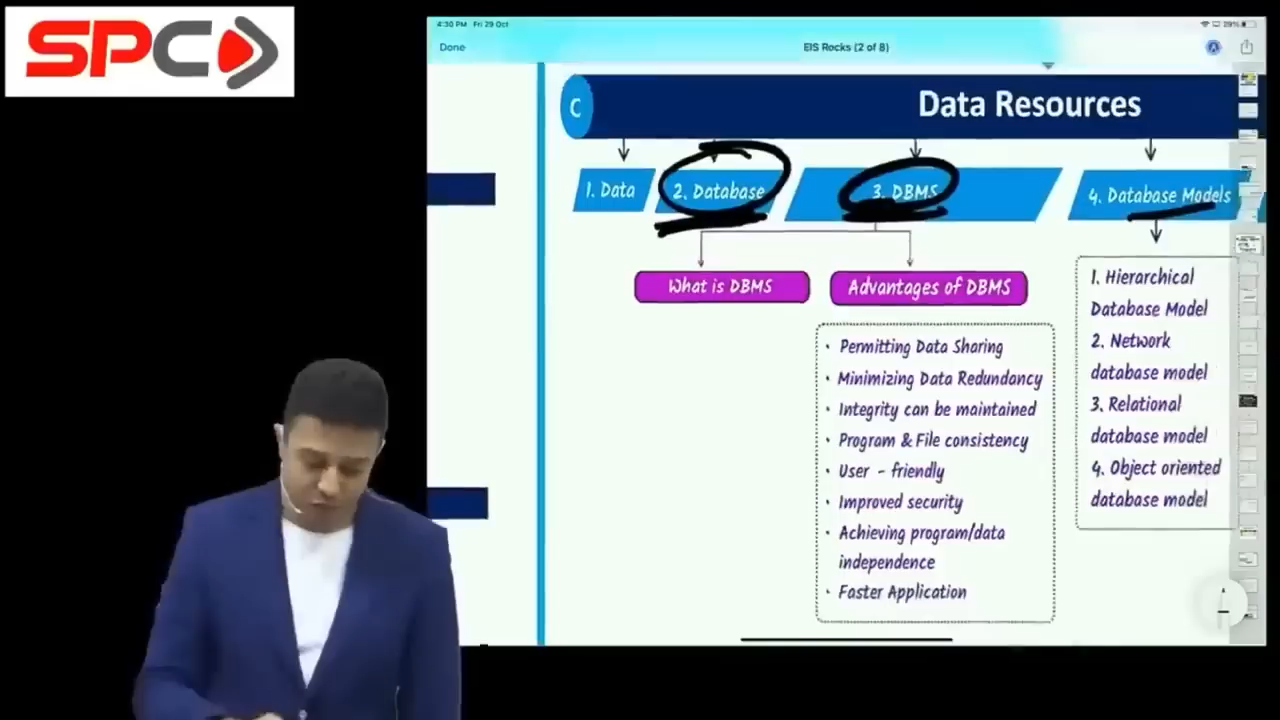 SPC
4:30 PM Fri 29 Oct
29%
Done
EIS Rocks (2 of 8)
C
Data Resources
1. Data
2. Database
3. DBMS
4. Database Models
What is DBMS
Advantages of DBMS
• Permitting Data Sharing
• Minimizing Data Redundancy
• Integrity can be maintained
• Program & File consistency
• User - friendly
• Improved security
• Achieving program/data
independence
• Faster Application
1. Hierarchical
Database Model
2. Network
database model
3. Relational
database model
4. Object oriented
database model